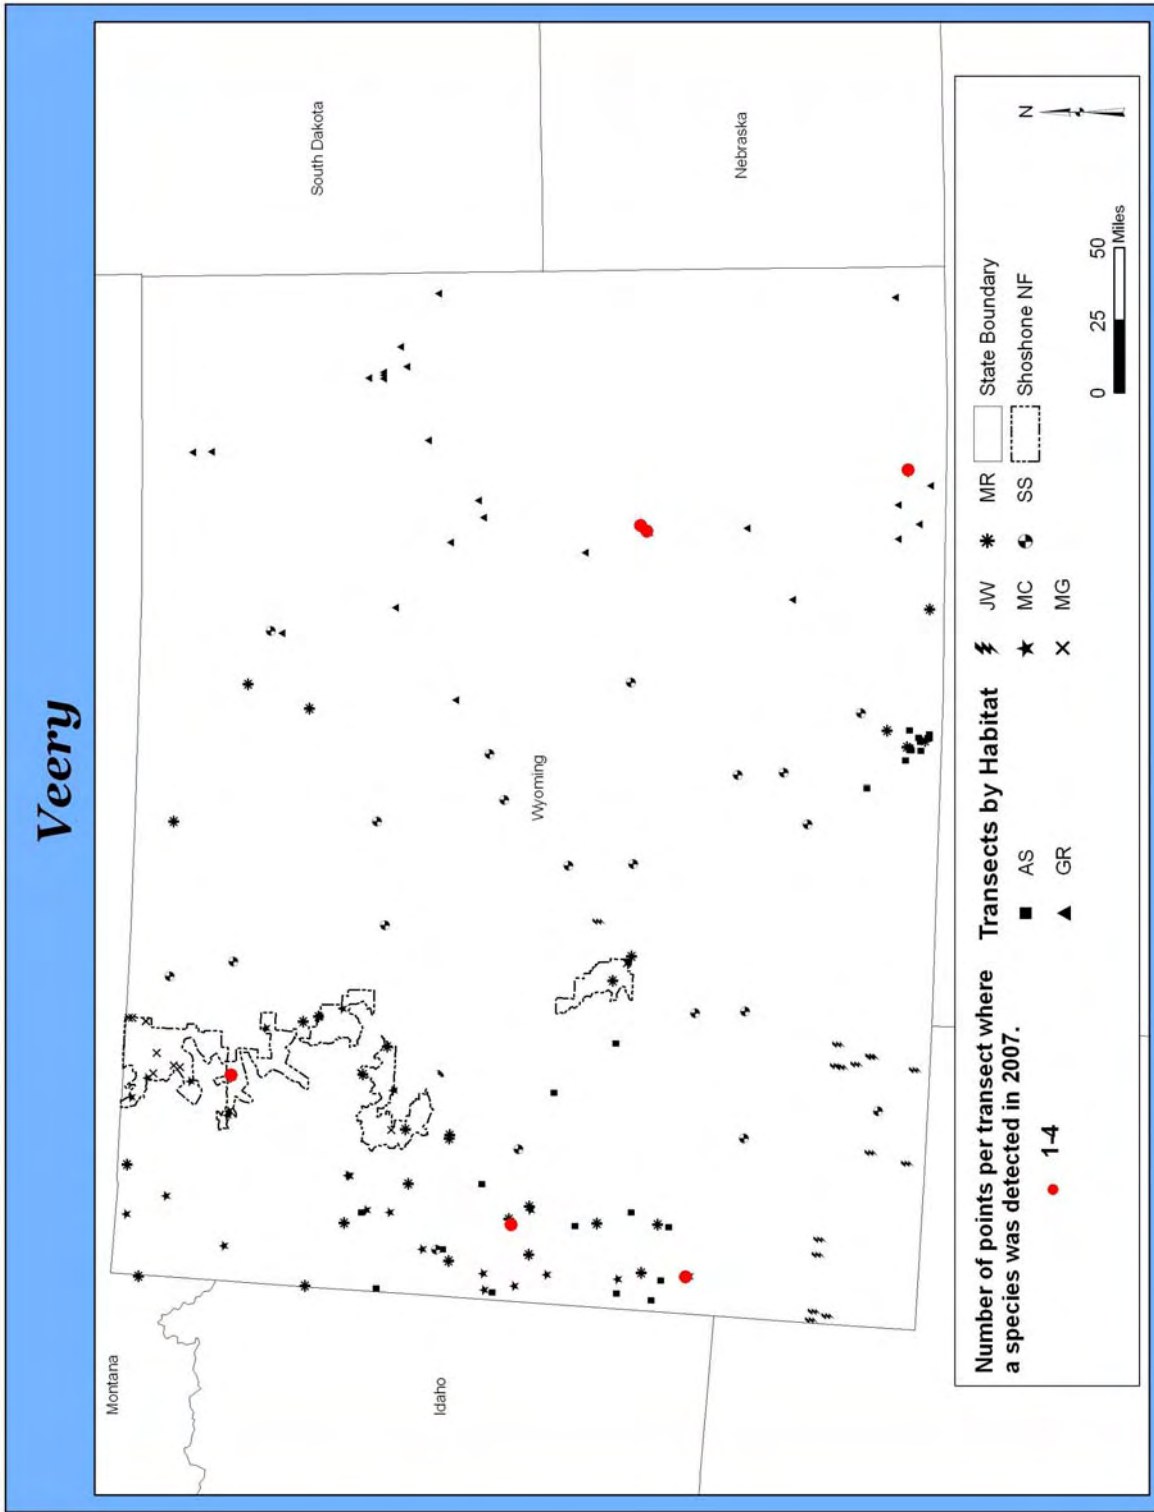 Veery
Montana
South Dakota
Idaho
Wyoming
Nebraska
Number of points per transect where
a species was detected in 2007.
1-4
Transects by Habitat
AS
GR
JW
MC
MG
MR
SS
State Boundary
Shoshone NF
N
0 25 50
Miles